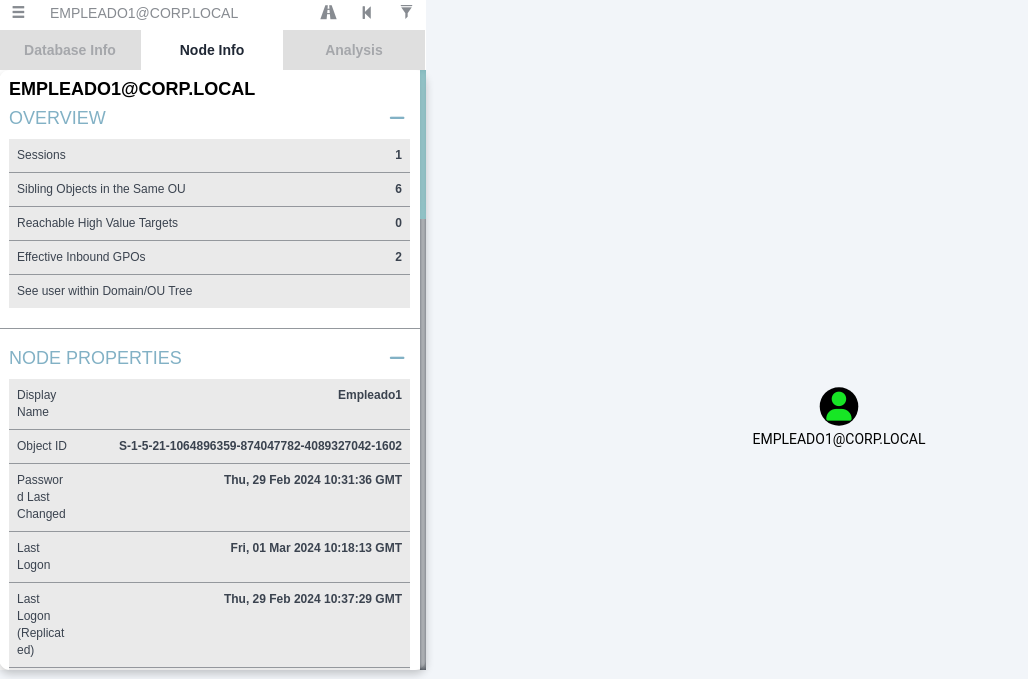 EMPLEADO1@CORP.LOCAL
Database Info
Node Info
Analysis
EMPLEADO1@CORP.LOCAL
OVERVIEW
Sessions 1
Sibling Objects in the Same OU 6
Reachable High Value Targets 0
Effective Inbound GPOs 2
See user within Domain/OU Tree
NODE PROPERTIES
Display Empleado1
Name
Object ID S-1-5-21-1064896359-874047782-4089327042-1602
Passwor Thu, 29 Feb 2024 10:31:36 GMT
d Last
Changed
Last Fri, 01 Mar 2024 10:18:13 GMT
Logon
Last Thu, 29 Feb 2024 10:37:29 GMT
Logon
(Replicat
ed)
EMPLEADO1@CORP.LOCAL